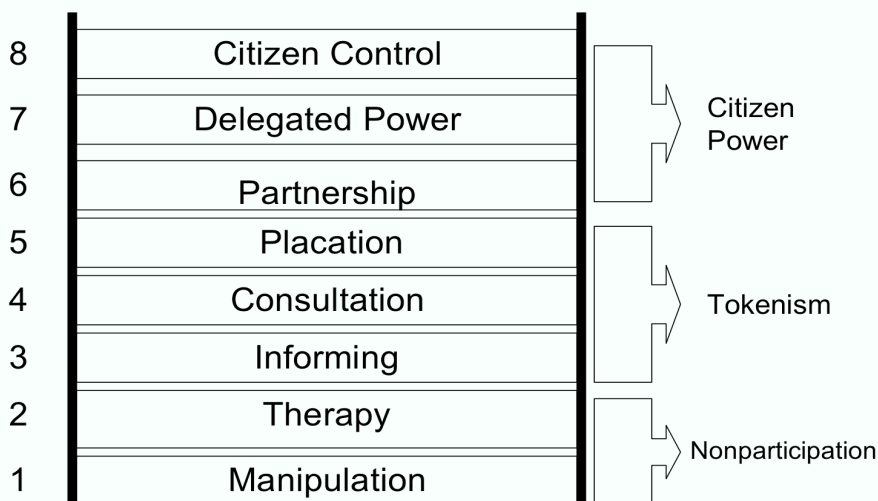 8 Citizen Control
7 Delegated Power
Citizen
Power
6 Partnership
5 Placation
4 Consultation
Tokenism
3 Informing
2 Therapy
Nonparticipation
1 Manipulation